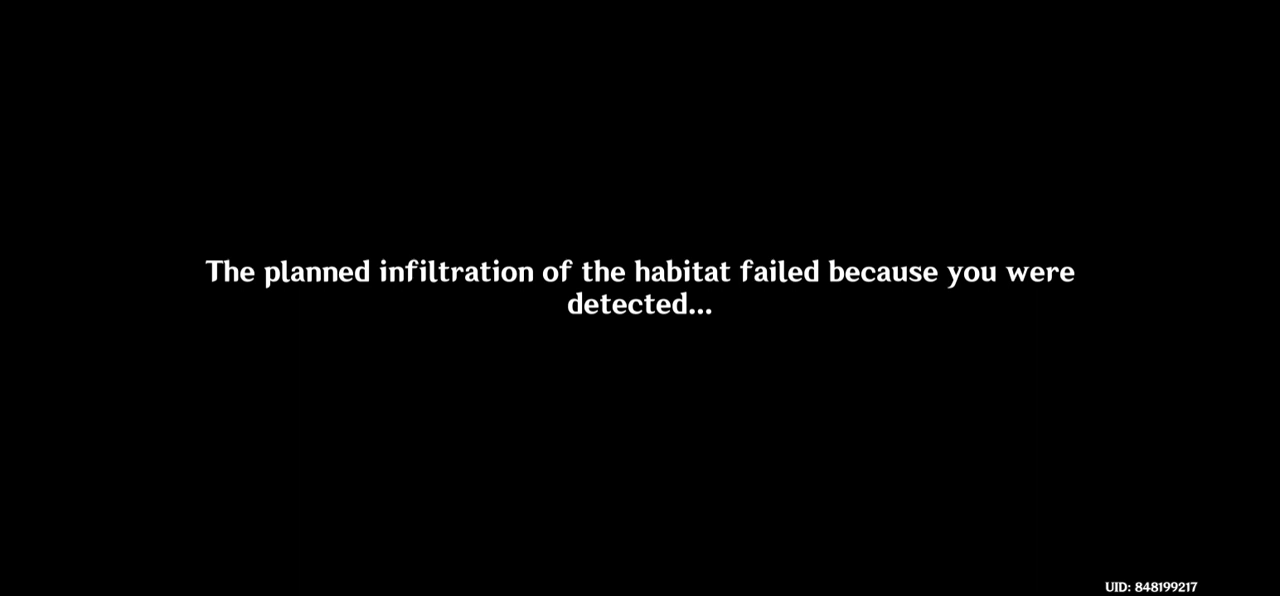 The planned infiltration of the habitat failed because you were
detected...
UID: 848199217